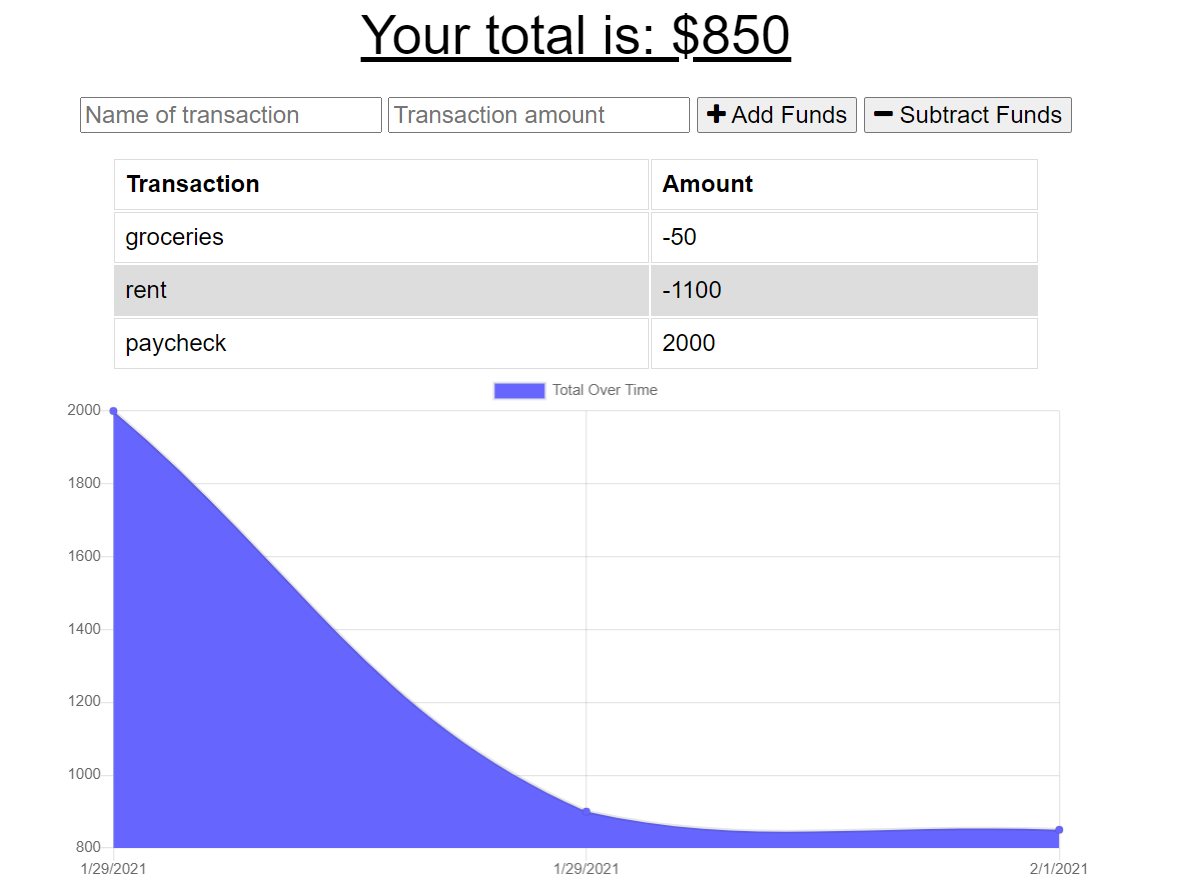 Your total is: $850
Name of transaction Transaction amount Add Funds Subtract Funds
Transaction Amount
groceries -50
rent -1100
paycheck 2000
Total Over Time
2000
1800
1600
1400
1200
1000
800
1/29/2021 1/29/2021 2/1/2021